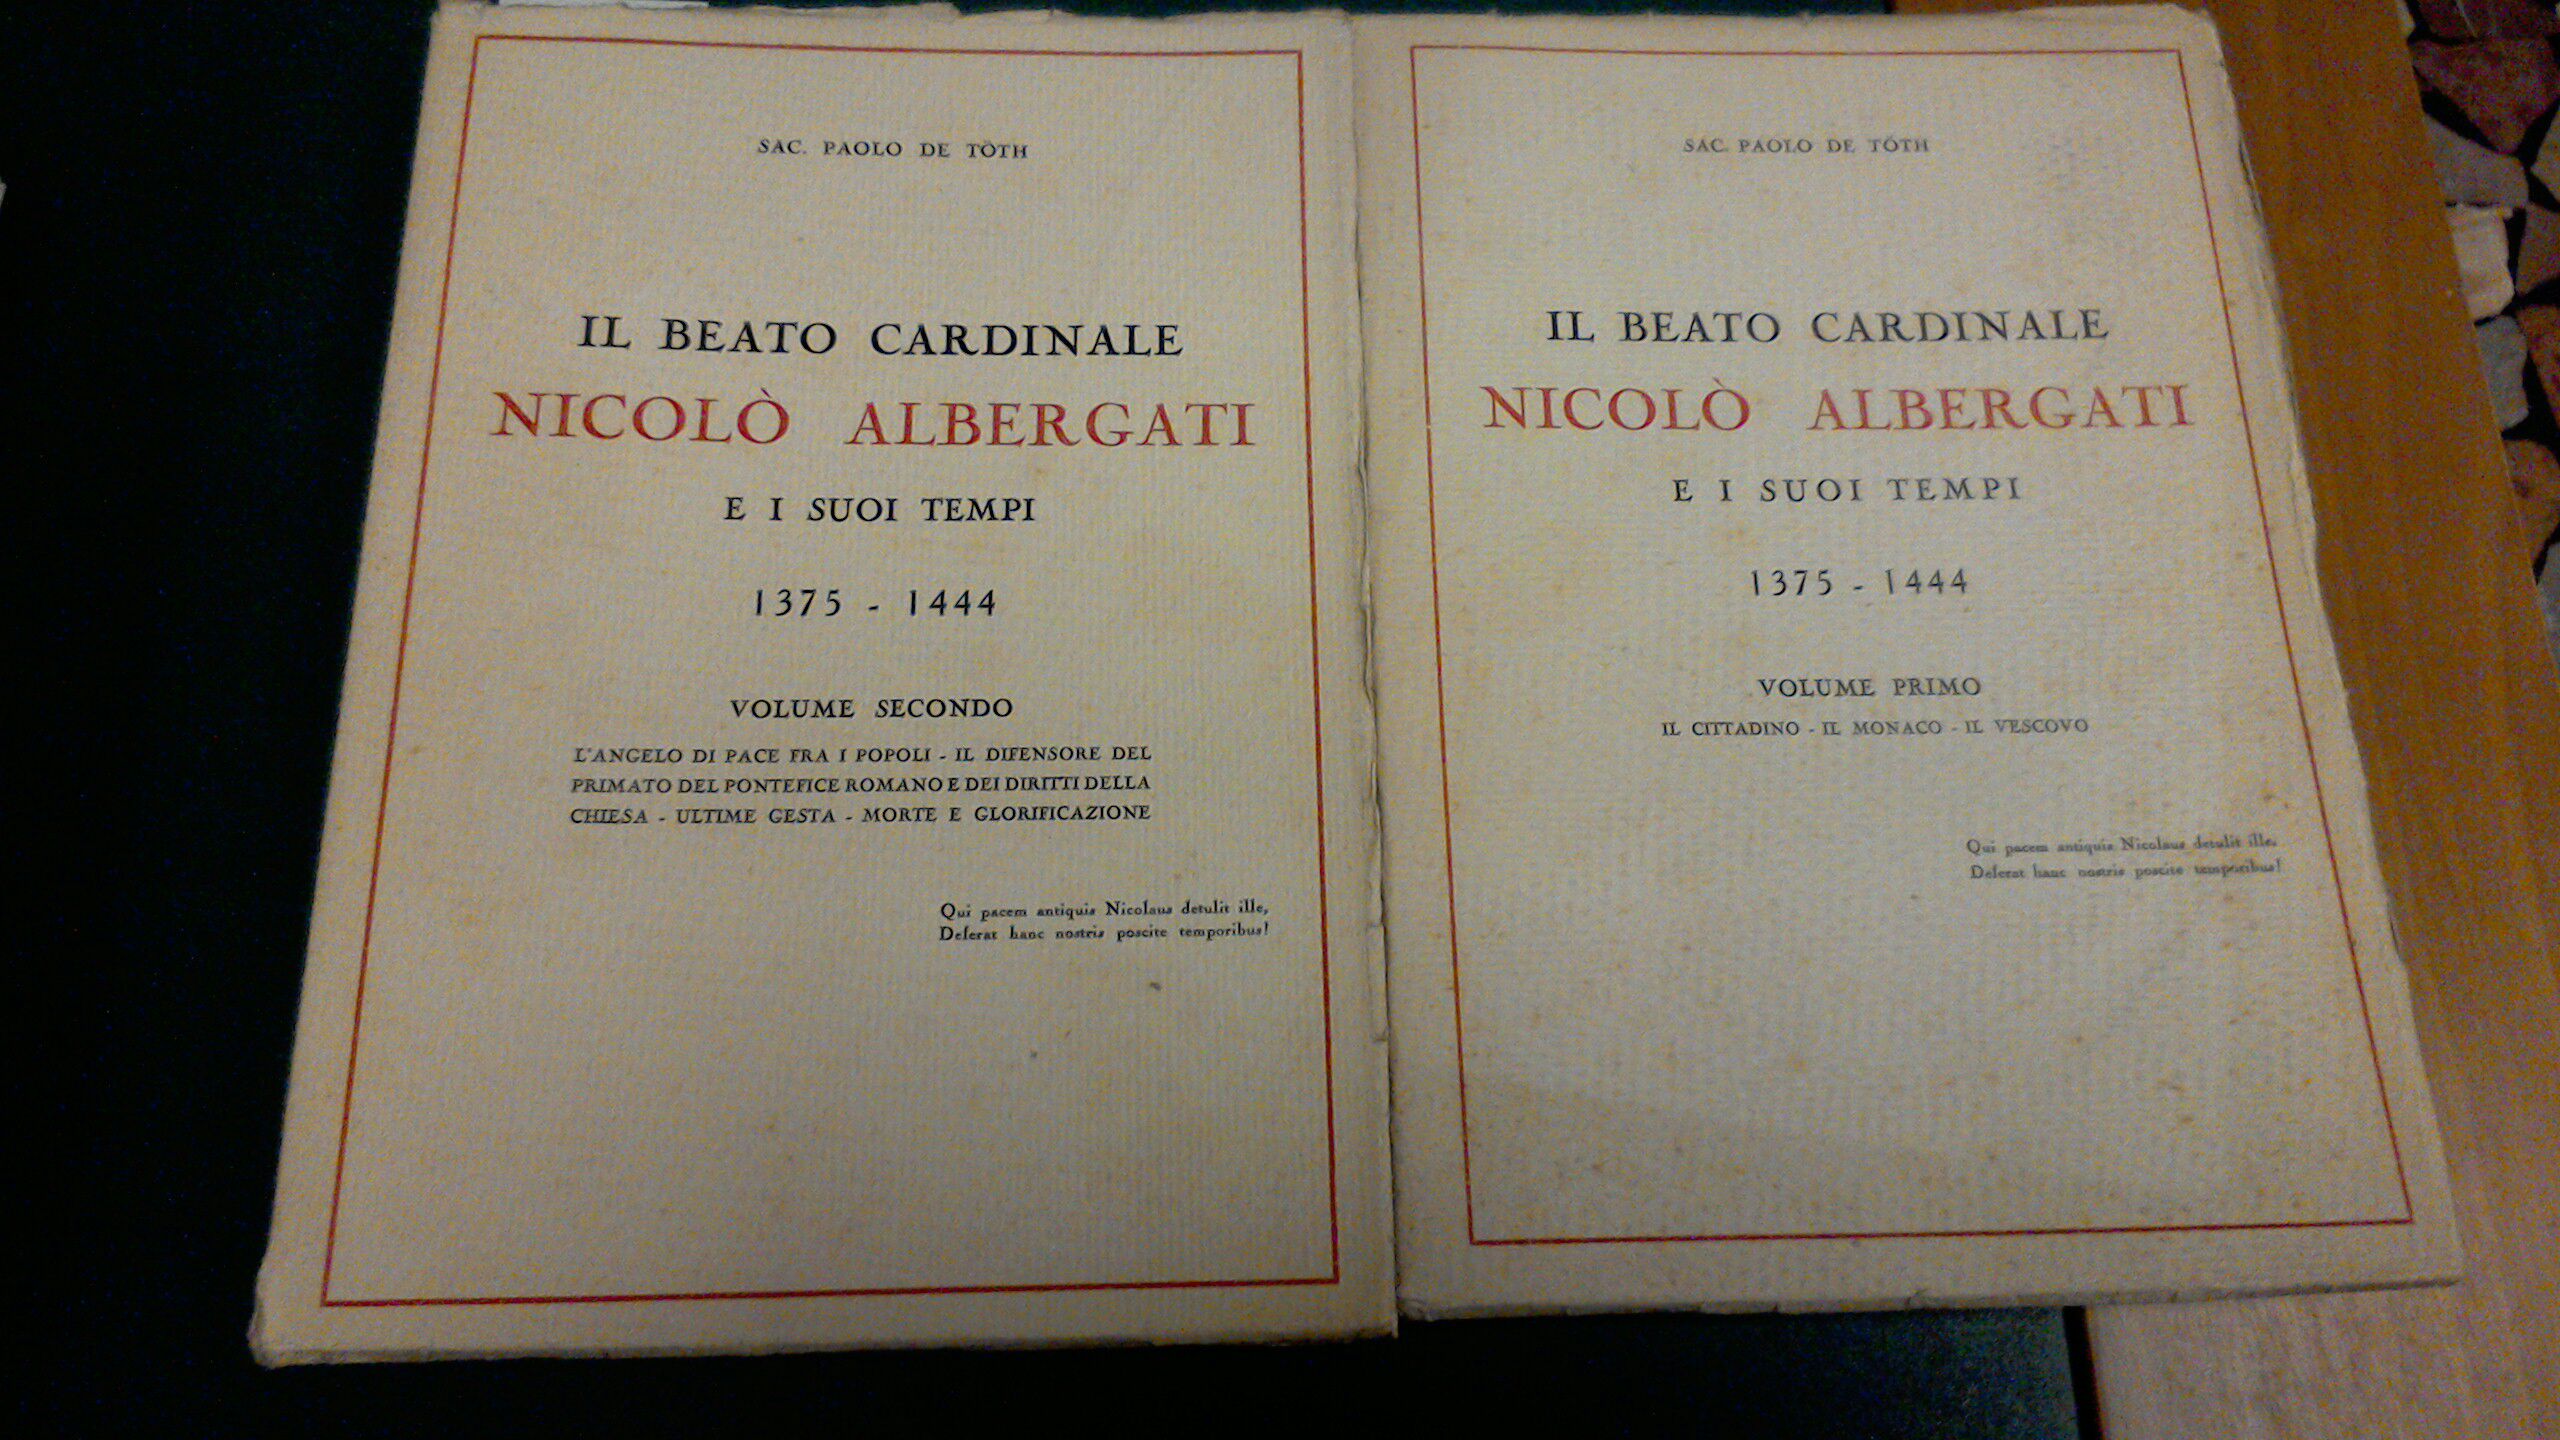 SAC. PAOLO DE TÒTH
IL BEATO CARDINALE
NICOLÒ ALBERGATI
E I SUOI TEMPI
1375 - 1444
VOLUME SECONDO
L'ANGELO DI PACE FRA I POPOLI - IL DIFENSORE DEL
PRIMATO DEL PONTEFICE ROMANO E DEI DIRITTI DELLA
CHIESA - ULTIME GESTA - MORTE E GLORIFICAZIONE
Qui pacem antiquis Nicolaus detulit ille,
Deferat hanc nostris poscite temporibus!
SAC. PAOLO DE TÒTH
IL BEATO CARDINALE
NICOLÒ ALBERGATI
E I SUOI TEMPI
1375 - 1444
VOLUME PRIMO
IL CITTADINO - IL MONACO - IL VESCOVO
Qui pacem antiquis Nicolaus detulit ille,
Deferat hanc nostris poscite temporibus!